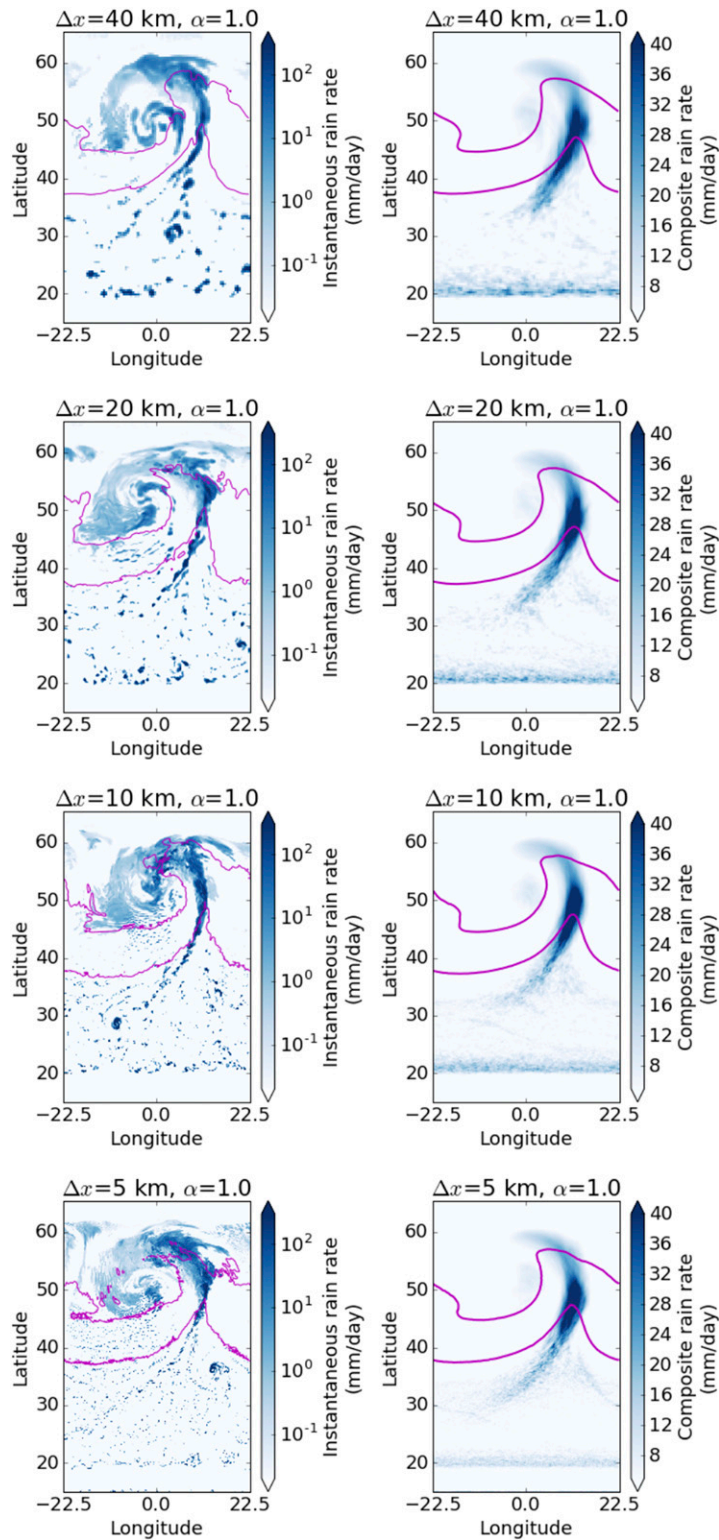 Δx=40 km, α=1.0
60
50
40
30
20
Latitude
−22.5 0.0 22.5
Longitude
10²
10¹
10⁰
10⁻¹
Instantaneous rain rate
(mm/day)
Δx=40 km, α=1.0
60
50
40
30
20
Latitude
−22.5 0.0 22.5
Longitude
40
36
32
28
24
20
16
12
8
Composite rain rate
(mm/day)
Δx=20 km, α=1.0
60
50
40
30
20
Latitude
−22.5 0.0 22.5
Longitude
10²
10¹
10⁰
10⁻¹
Instantaneous rain rate
(mm/day)
Δx=20 km, α=1.0
60
50
40
30
20
Latitude
−22.5 0.0 22.5
Longitude
40
36
32
28
24
20
16
12
8
Composite rain rate
(mm/day)
Δx=10 km, α=1.0
60
50
40
30
20
Latitude
−22.5 0.0 22.5
Longitude
10²
10¹
10⁰
10⁻¹
Instantaneous rain rate
(mm/day)
Δx=10 km, α=1.0
60
50
40
30
20
Latitude
−22.5 0.0 22.5
Longitude
40
36
32
28
24
20
16
12
8
Composite rain rate
(mm/day)
Δx=5 km, α=1.0
60
50
40
30
20
Latitude
−22.5 0.0 22.5
Longitude
10²
10¹
10⁰
10⁻¹
Instantaneous rain rate
(mm/day)
Δx=5 km, α=1.0
60
50
40
30
20
Latitude
−22.5 0.0 22.5
Longitude
40
36
32
28
24
20
16
12
8
Composite rain rate
(mm/day)